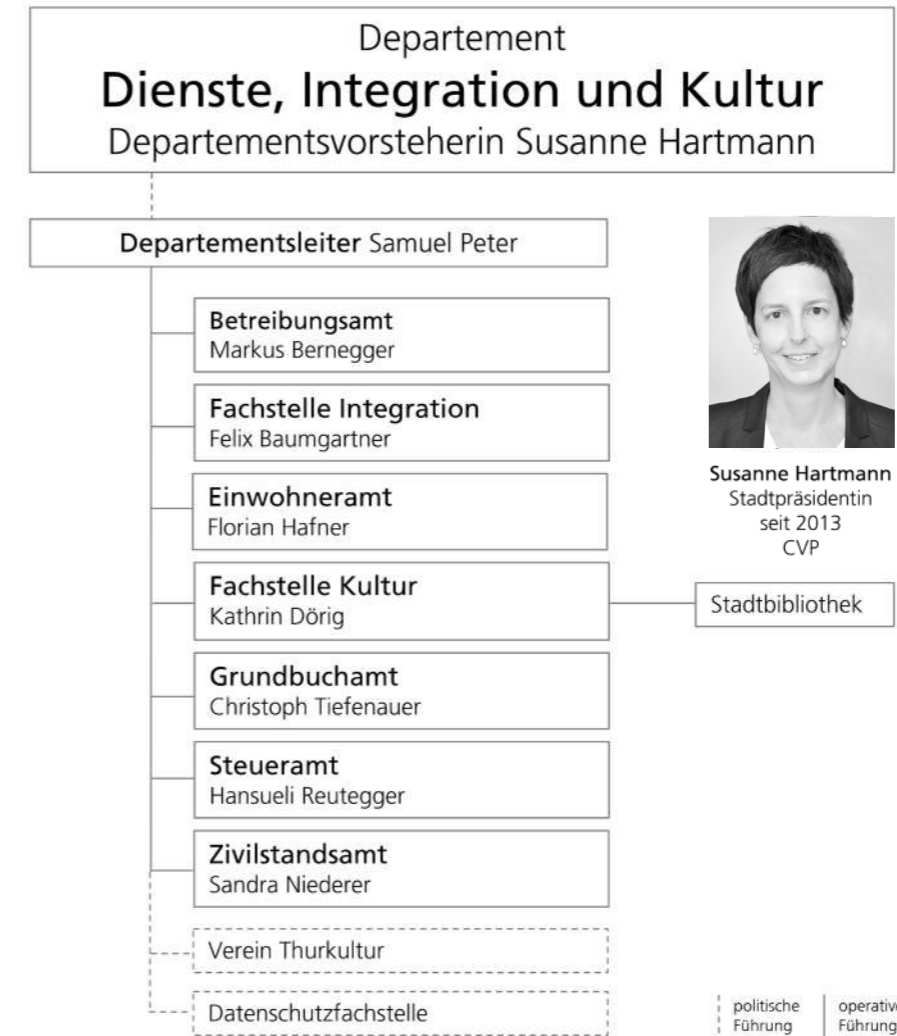 Departement
Dienste, Integration und Kultur
Departementsvorsteherin Susanne Hartmann
Departementsleiter Samuel Peter
Betreibungsamt
Markus Bernegger
Fachstelle Integration
Felix Baumgartner
Susanne Hartmann
Stadtpräsidentin
seit 2013
CVP
Einwohneramt
Florian Hafner
Fachstelle Kultur
Kathrin Dörig
Stadtbibliothek
Grundbuchamt
Christoph Tiefenauer
Steueramt
Hansueli Reutegger
Zivilstandsamt
Sandra Niederer
Verein Thurkultur
Datenschutzfachstelle
politische
Führung
operative
Führung